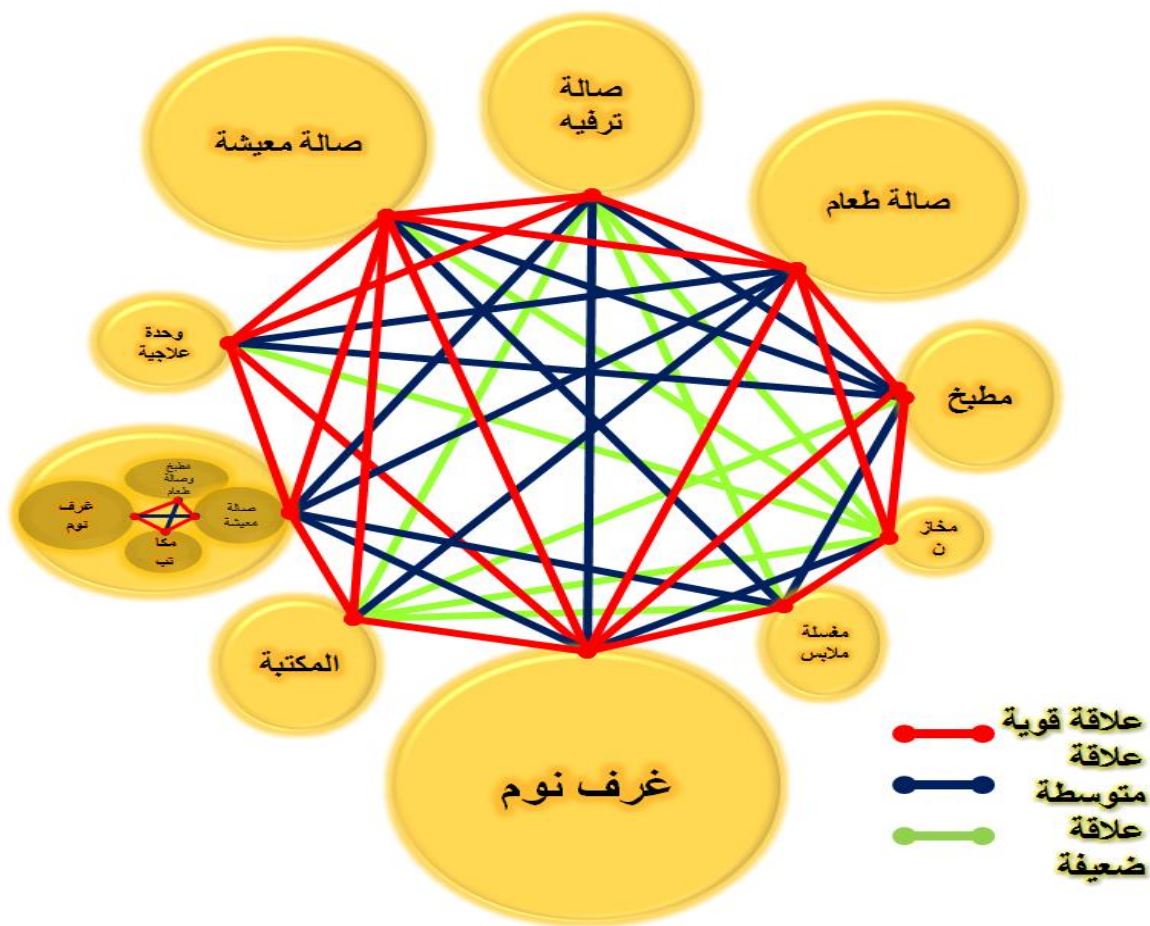 صالة
ترفيه
صالة معيشة
صالة طعام
وحدة
علاجية
مطبخ
مطبخ
وصالة
طعام
غرف
نوم
صالة
معيشة
مكا
تب
مخاز
ن
المكتبة
مغسلة
ملابس
غرف نوم
علاقة قوية
علاقة
متوسطة
علاقة
ضعيفة